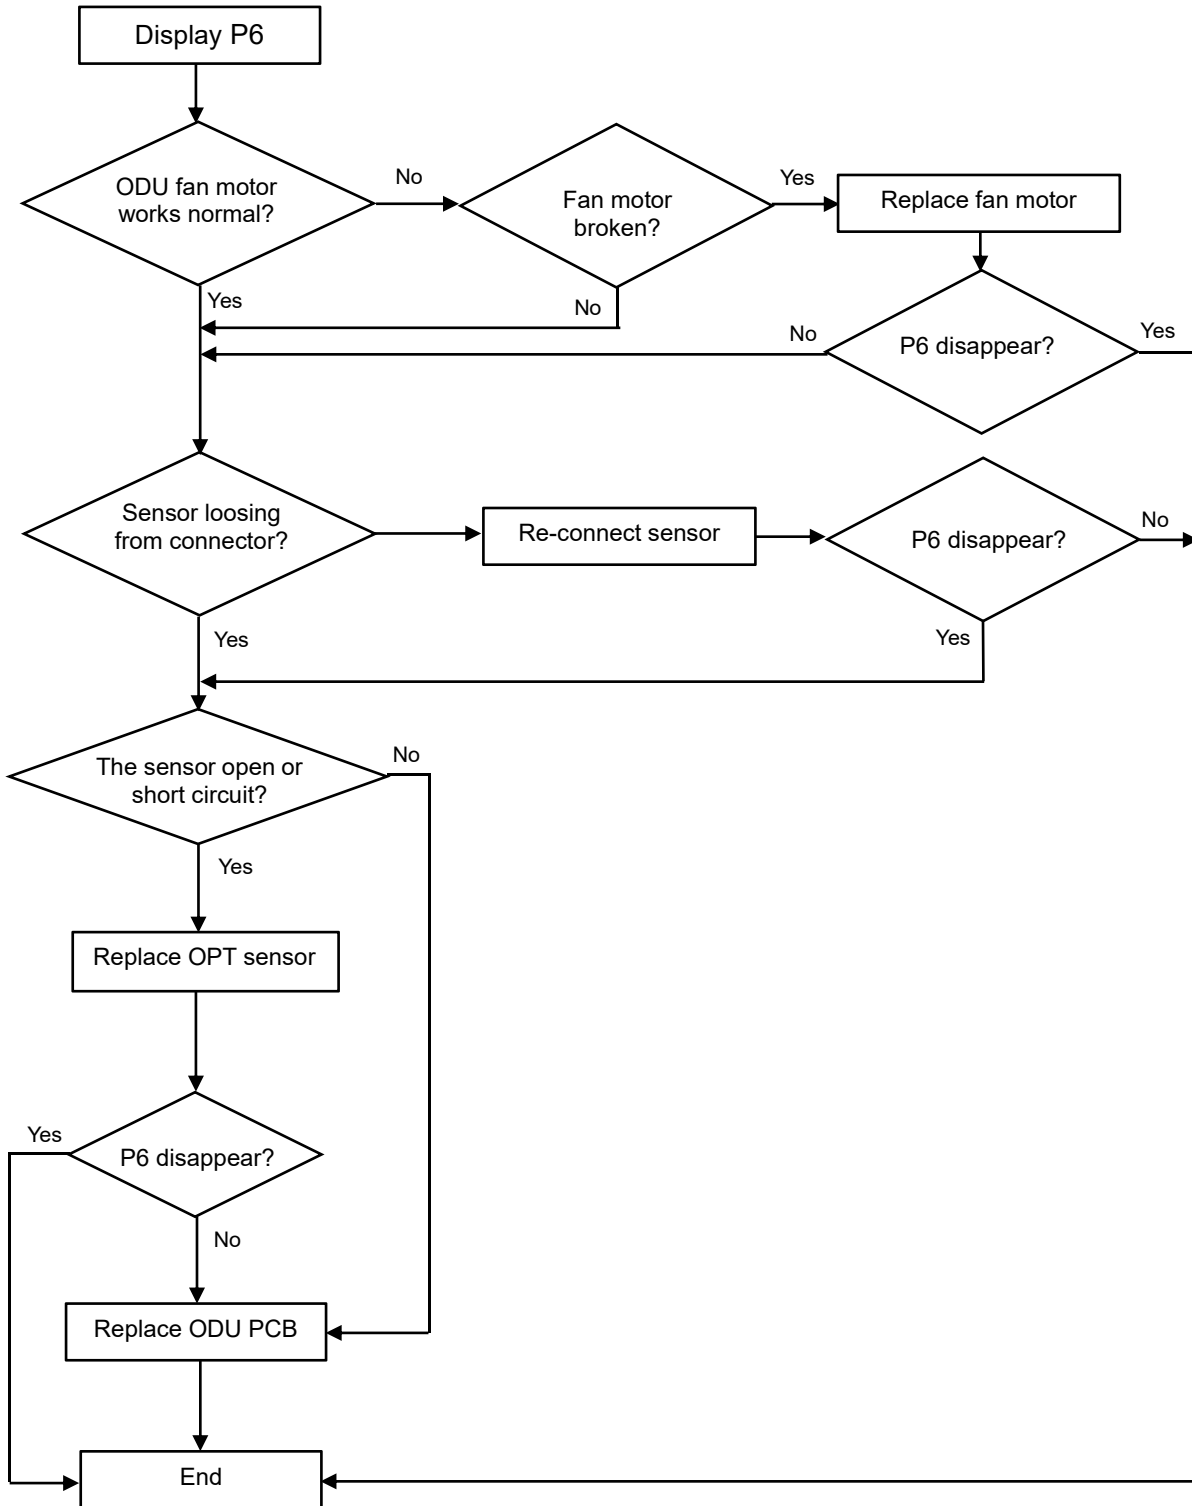 Display P6
ODU fan motor
works normal?
No
Fan motor
broken?
Yes
Replace fan motor
Yes
No
No
P6 disappear?
Yes
Sensor loosing
from connector?
Re-connect sensor
P6 disappear?
No
Yes
Yes
The sensor open or
short circuit?
No
Yes
Replace OPT sensor
Yes
P6 disappear?
No
Replace ODU PCB
End